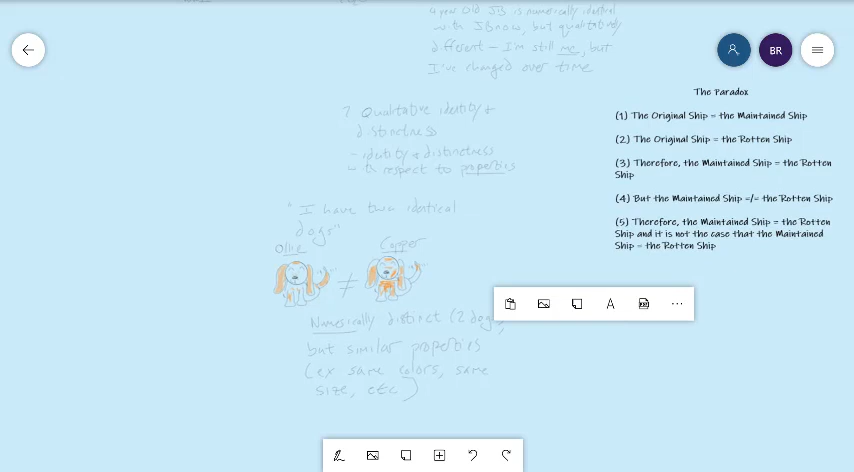 4 year old JB is numerically identical
with JBnow, but qualitatively
different - I'm still me, but
I've changed over time
BR
The Paradox
(1) The Original Ship = the Maintained Ship
(2) The Original Ship = the Rotten Ship
(3) Therefore, the Maintained Ship = the Rotten
Ship
(4) But the Maintained Ship =/= the Rotten Ship
(5) Therefore, the Maintained Ship = the Rotten
Ship and it is not the case that the Maintained
Ship = the Rotten Ship
2 Qualitative identity &
distinctness
- identity & distinctness
respect to properties
"I have two identical
dogs"
Ollie Copper
≠
Numerically distinct (2 dogs,
but similar properties
(ex same colors, same
size, etc)
A
PDF